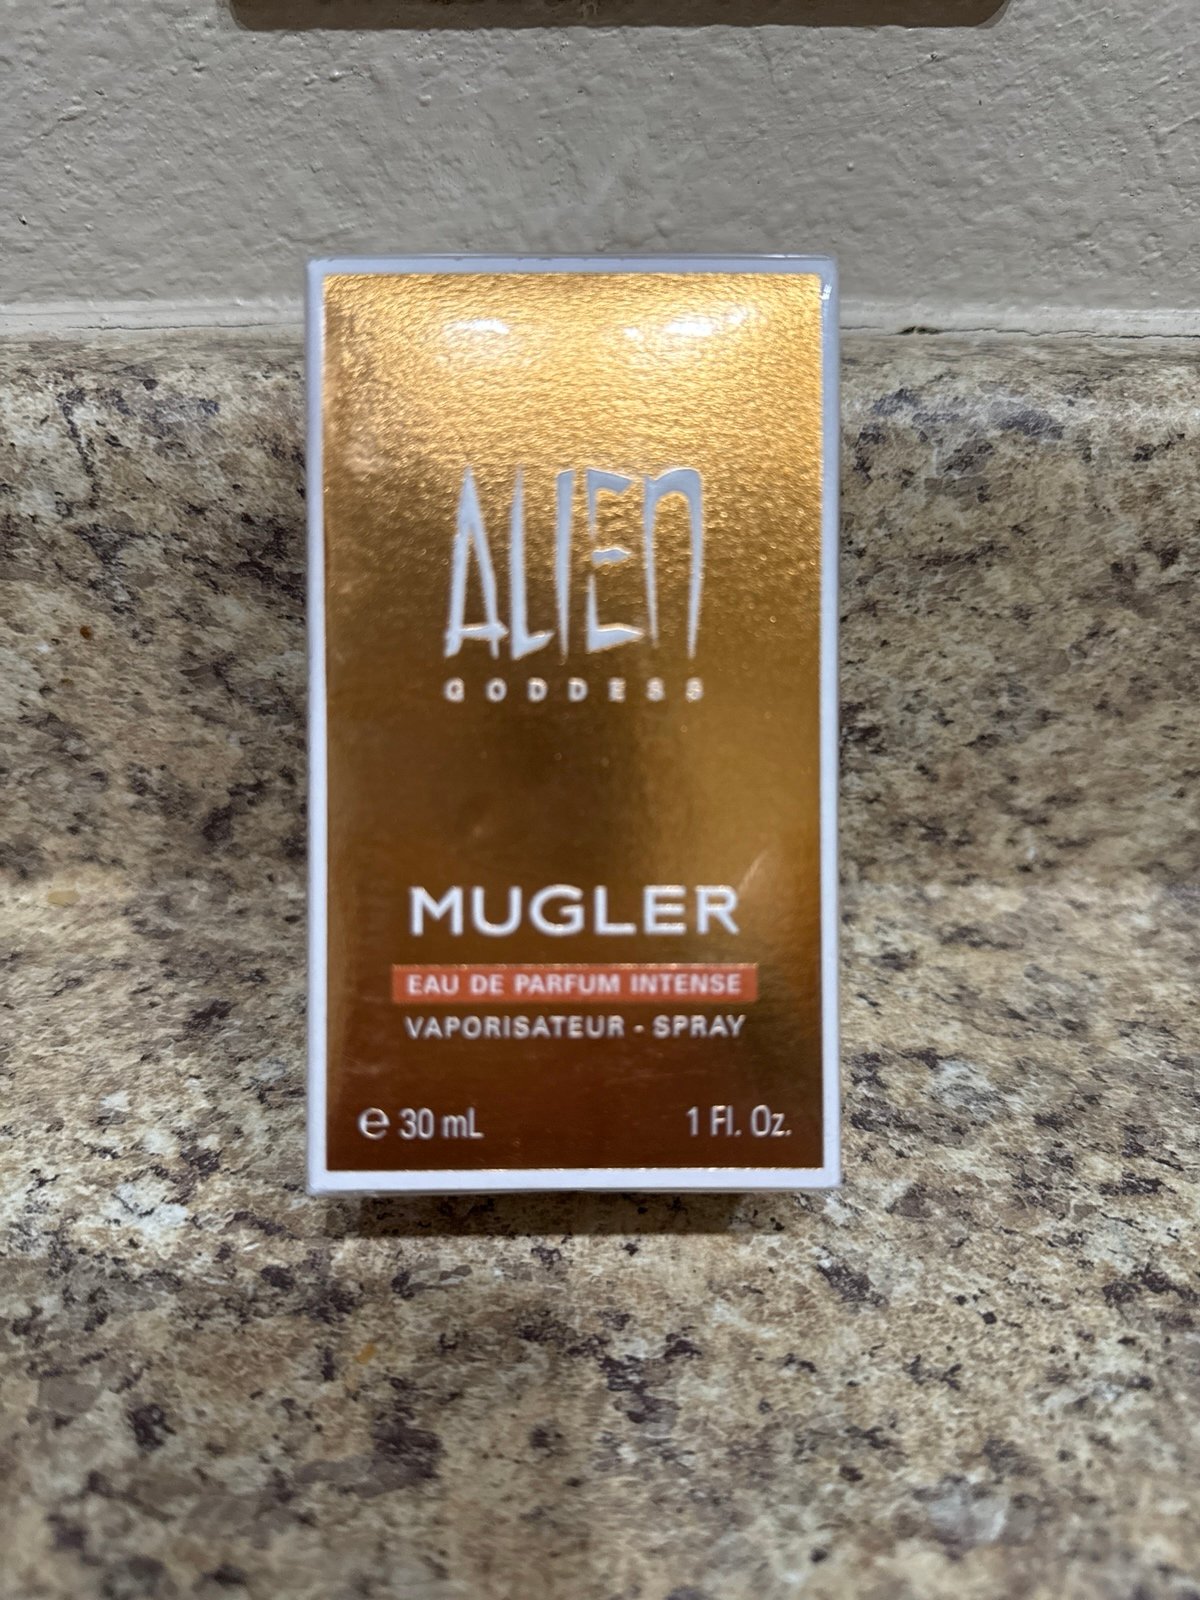 ALIEN
GODDESS
MUGLER
EAU DE PARFUM INTENSE
VAPORISATEUR - SPRAY
℮ 30 mL 1 Fl. Oz.